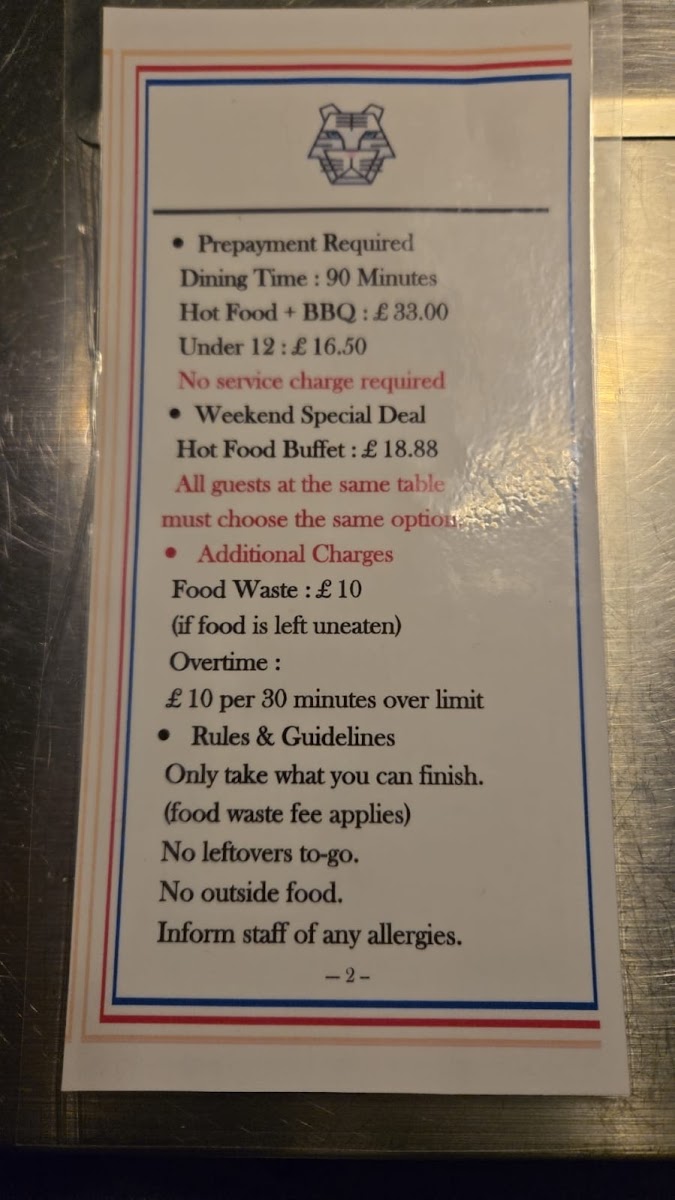 • Prepayment Required
Dining Time : 90 Minutes
Hot Food + BBQ : £ 33.00
Under 12 : £ 16.50
No service charge required
• Weekend Special Deal
Hot Food Buffet : £ 18.88
All guests at the same table
must choose the same option.
• Additional Charges
Food Waste : £ 10
(if food is left uneaten)
Overtime :
£ 10 per 30 minutes over limit
• Rules & Guidelines
Only take what you can finish.
(food waste fee applies)
No leftovers to-go.
No outside food.
Inform staff of any allergies.
– 2 –